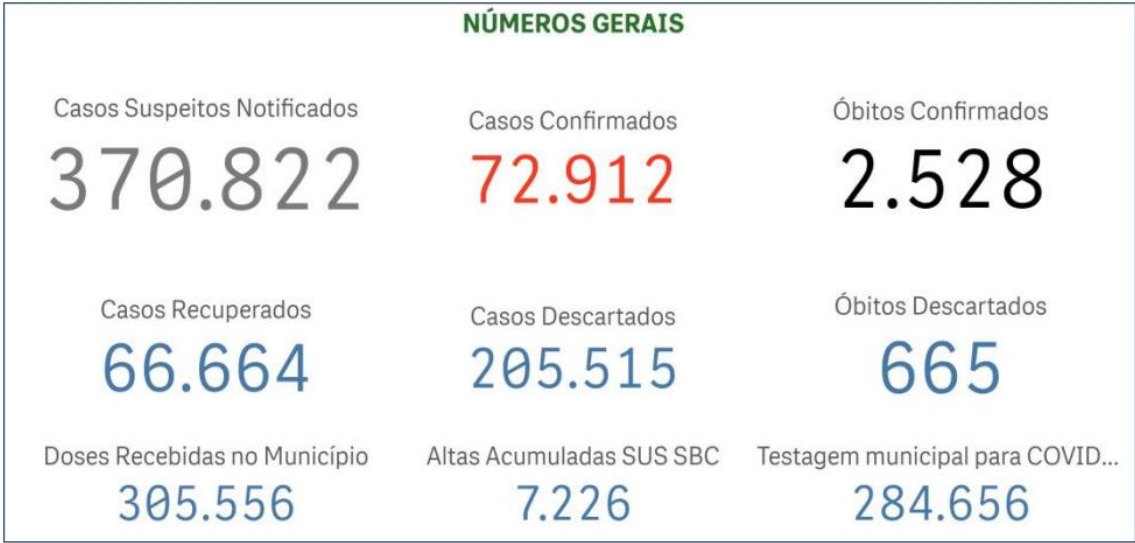 NÚMEROS GERAIS
Casos Suspeitos Notificados
370.822
Casos Confirmados
72.912
Óbitos Confirmados
2.528
Casos Recuperados
66.664
Casos Descartados
205.515
Óbitos Descartados
665
Doses Recebidas no Município
305.556
Altas Acumuladas SUS SBC
7.226
Testagem municipal para COVID...
284.656